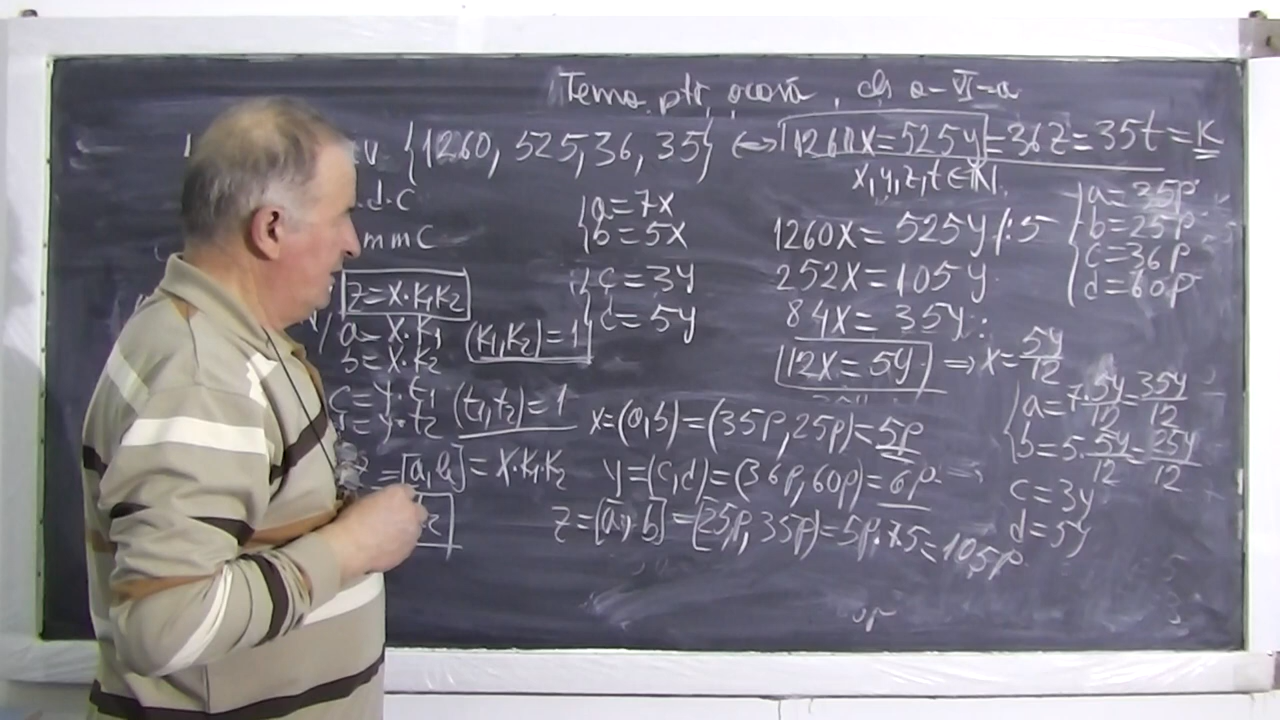 Tema ptr acasă, cls a-VI-a
{1260, 525, 36, 35} ↔ 1260x = 525y = 36z = 35t = K
x, y, z, t ∈ N
.d.C
mmC
z = x·k₁k₂
a = x·k₁
b = x·k₂
(k₁,k₂) = 1
c = y·t₁
= y·t₂
(t₁,t₂) = 1
= [a,b] = x·k₁k₂
{a = 7x
b = 5x
{c = 3y
d = 5y
1260x = 525y /:5
252x = 105y
84x = 35y :
12x = 5y ⇒ x = 5y/12
{a = 35p
b = 25p
c = 36p
d = 60p
x = (a,b) = (35p, 25p) = 5p
y = (c,d) = (36p, 60p) =
z = [a, b] = [25p, 35p] = 5p·7·5 =
{a = 7·5y/12 = 35y/12
b = 5·5y/12 = 25y/12
c = 3y
d = 5y